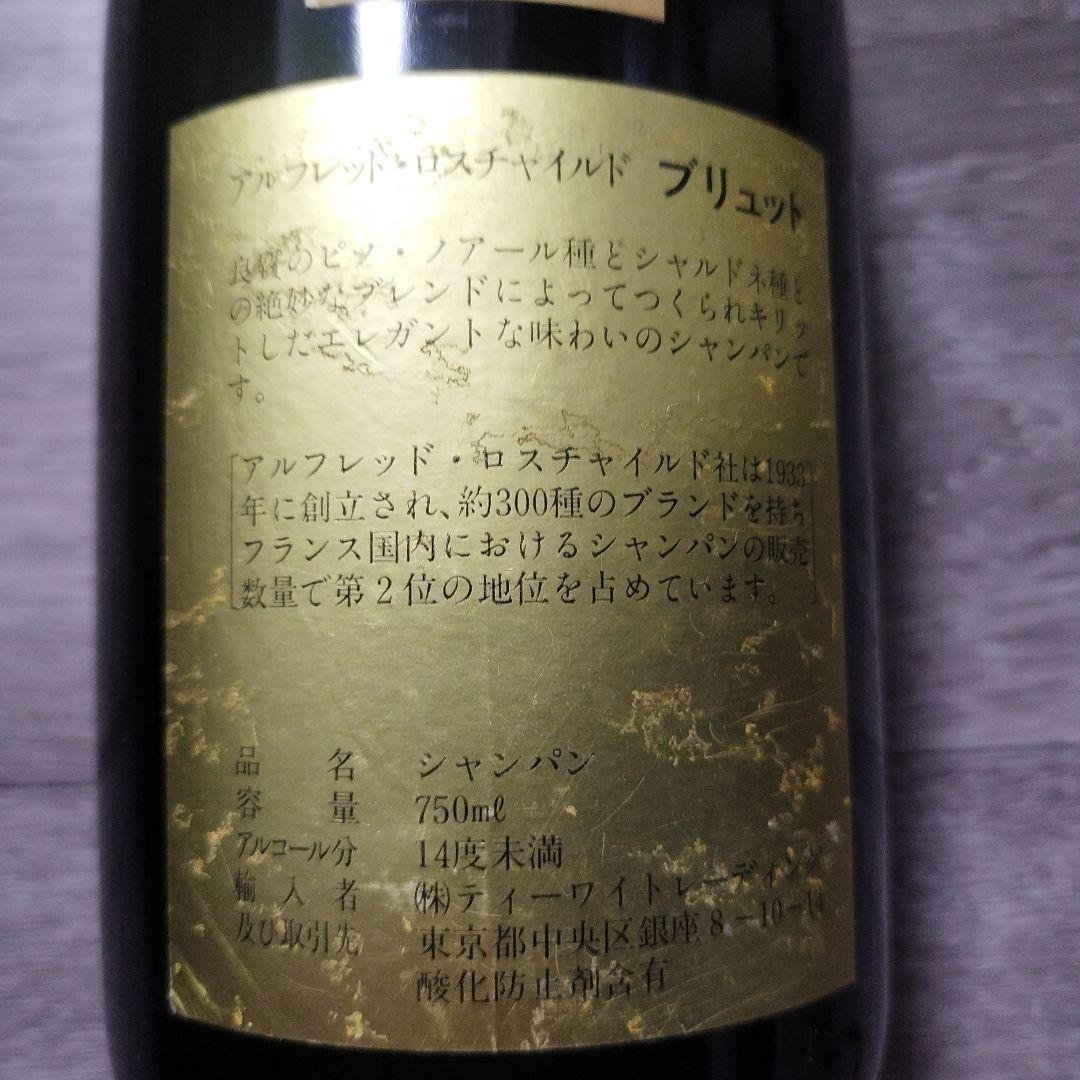 アルフレッド・ロスチャイルド ブリュット
良質のピノ・ノアール種とシャルドネ種と
の絶妙なブレンドによってつくられキリッ
トしだエレガントな味わいのシャンパンで
す。
[アルフレッド・ロスチャイルド社は1933
年に創立され、約300種のブランドを持ち
フランス国内におけるシャンパンの販売
数量で第2位の地位を占めています。]
品名 シャンパン
容量 750mℓ
アルコール分 14度未満
輸入者 ㈱ティーワイトレーディング
及び取引先 東京都中央区銀座8-10-14
酸化防止剤含有